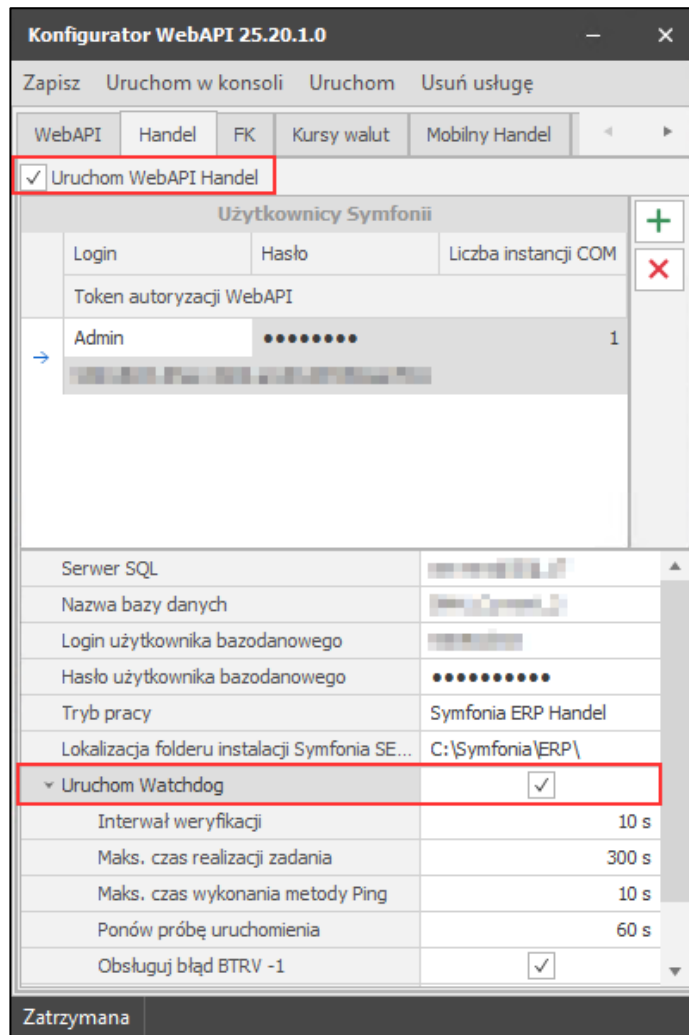 Konfigurator WebAPI 25.20.1.0
Zapisz Uruchom w konsoli Uruchom Usuń usługę
WebAPI Handel FK Kursy walut Mobilny Handel
Uruchom WebAPI Handel
Użytkownicy Symfonii
Login Hasło Liczba instancji COM
Token autoryzacji WebAPI
Admin ●●●●●●●● 1
Serwer SQL
Nazwa bazy danych
Login użytkownika bazodanowego
Hasło użytkownika bazodanowego ●●●●●●●●●●
Tryb pracy Symfonia ERP Handel
Lokalizacja folderu instalacji Symfonia SE... C:\Symfonia\ERP\
Uruchom Watchdog
Interwał weryfikacji 10 s
Maks. czas realizacji zadania 300 s
Maks. czas wykonania metody Ping 10 s
Ponów próbę uruchomienia 60 s
Obsługuj błąd BTRV -1
Zatrzymana